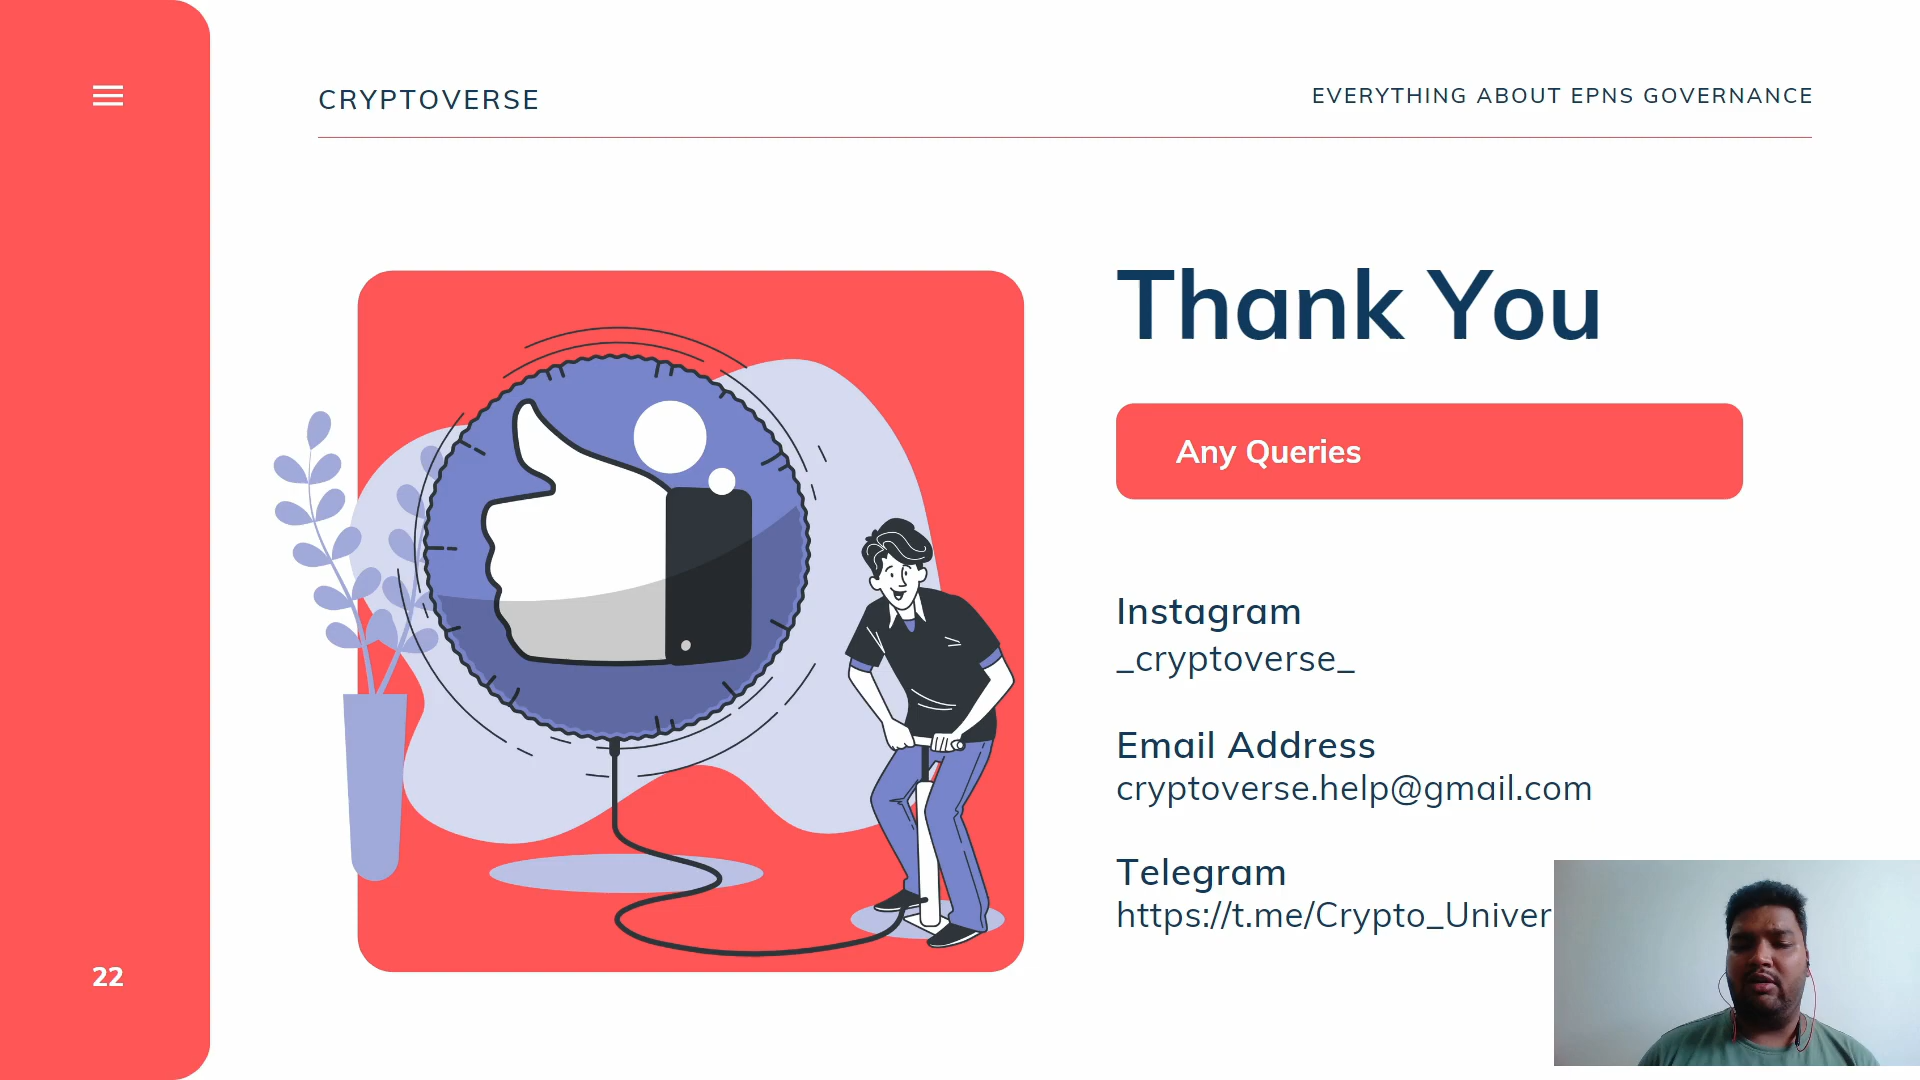 CRYPTOVERSE
EVERYTHING ABOUT EPNS GOVERNANCE
Thank You
Any Queries
Instagram
_cryptoverse_
Email Address
cryptoverse.help@gmail.com
Telegram
https://t.me/Crypto_Univer
22